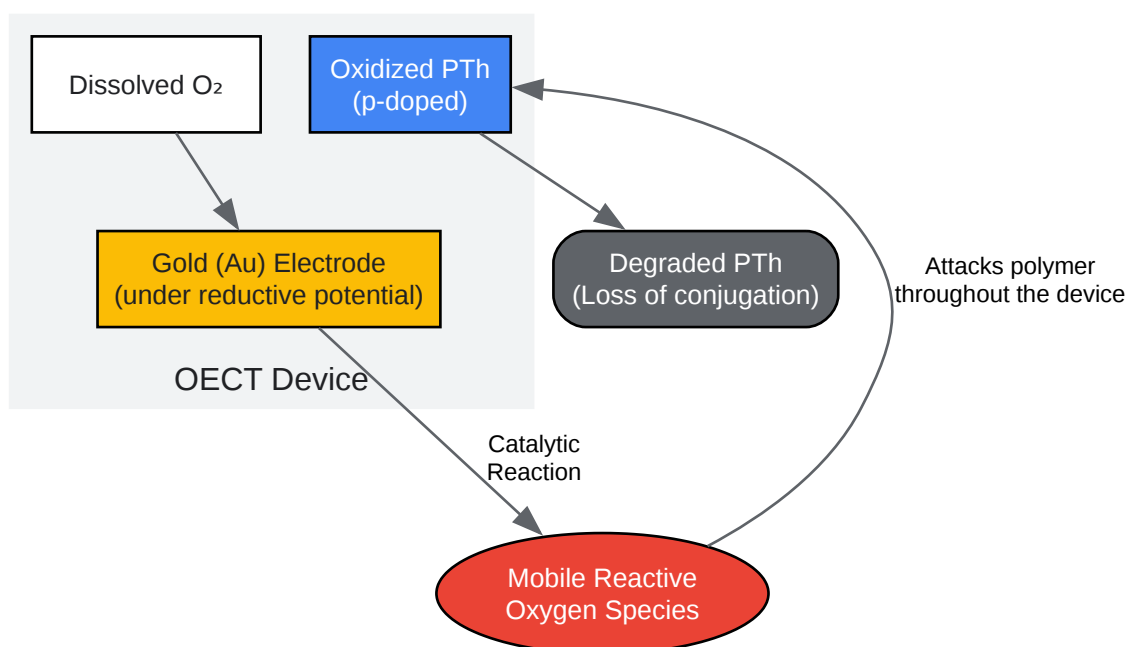 Dissolved O₂
Oxidized PTh
(p-doped)
Gold (Au) Electrode
(under reductive potential)
Degraded PTh
(Loss of conjugation)
Attacks polymer
throughout the device
OECT Device
Catalytic
Reaction
Mobile Reactive
Oxygen Species